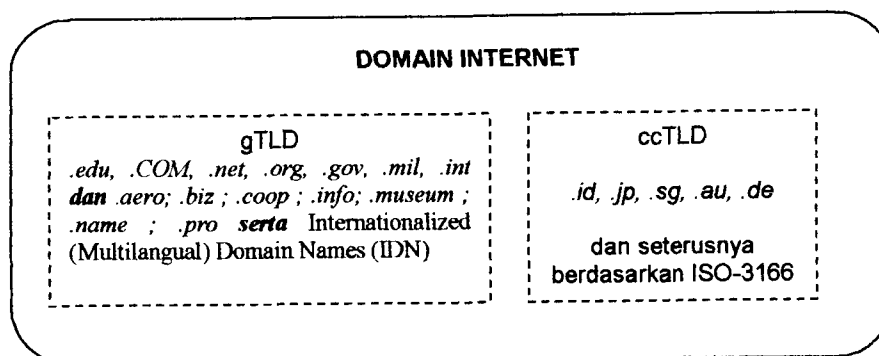 DOMAIN INTERNET
gTLD
.edu, .COM, .net, .org, .gov, .mil, .int
dan .aero; .biz ; .coop ; .info; .museum ;
.name ; .pro serta Internationalized
(Multilangual) Domain Names (IDN)
ccTLD
.id, .jp, .sg, .au, .de
dan seterusnya
berdasarkan ISO-3166